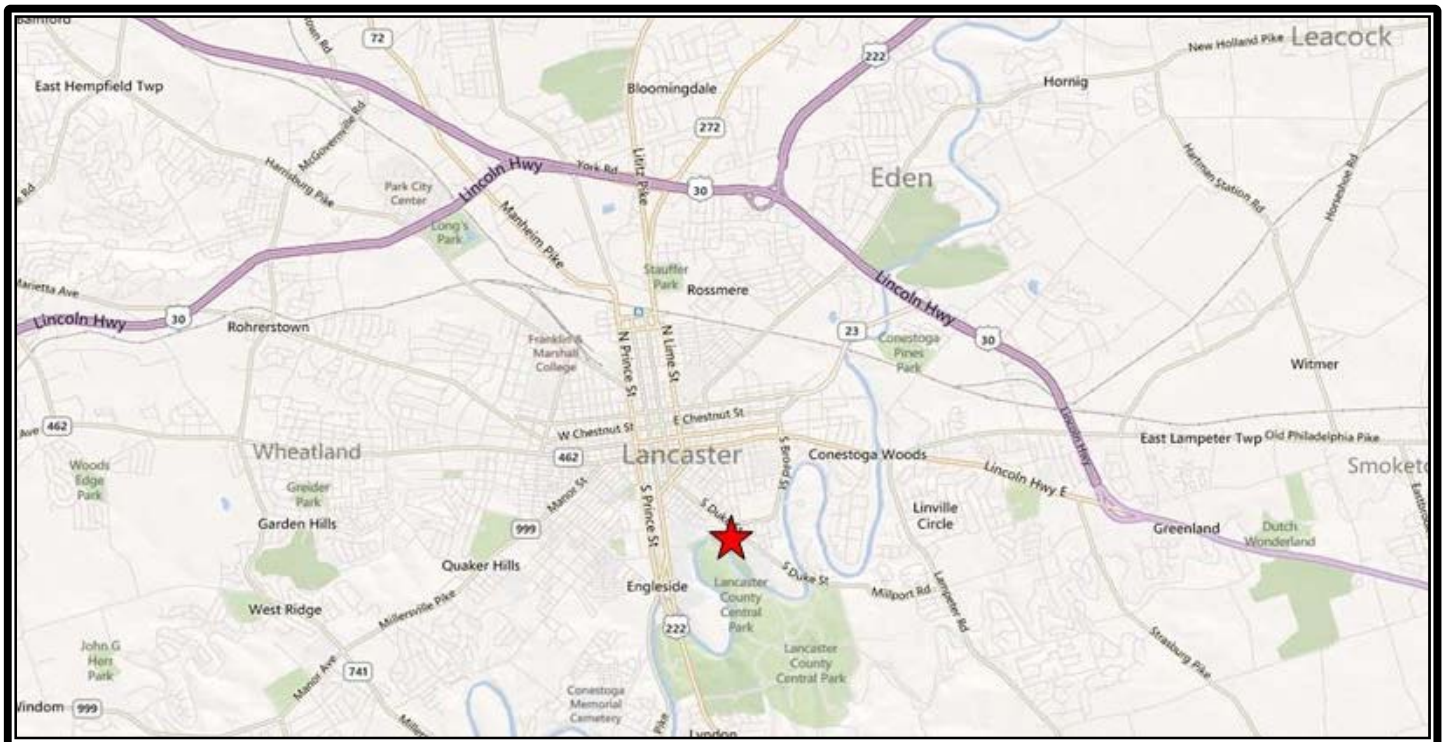 Bamford
72
222
New Holland Pike
Leacock
East Hempfield Twp
Bloomingdale
Hornig
McGovernville Rd
272
Harrisburg Pike
Lincoln Hwy
York Rd
Lititz Pike
30
Eden
Hartman Station Rd
Horseshoe Rd
Park City
Center
Long's
Park
Manheim Pike
Stauffer
Park
Rossmere
Marietta Ave
Lincoln Hwy
30
Rohrerstown
Lincoln Hwy
Franklin &
Marshall
College
N Prince St
N Lime St
23
Conestoga
Pines
Park
30
Witmer
Ave
462
W Chestnut St
E Chestnut St
S Broad St
Lincoln Hwy
East Lampeter Twp
Old Philadelphia Pike
Wheatland
462
Lancaster
Conestoga Woods
Smoketo
Woods
Edge
Park
Greider
Park
Garden Hills
Manor St
999
S Prince St
S Duke
Lincoln Hwy E
Linville
Circle
Greenland
Dutch
Wonderland
Quaker Hills
Engleside
Lancaster
County
Central
Park
S Duke St
Millport Rd
Lampeter Rd
West Ridge
Millersville Pike
222
Strasburg Pike
John G
Herr
Park
Manor Ave
741
Lancaster
County
Central Park
Windom
999
Conestoga
Memorial
Cemetery
Pike
Lyndon